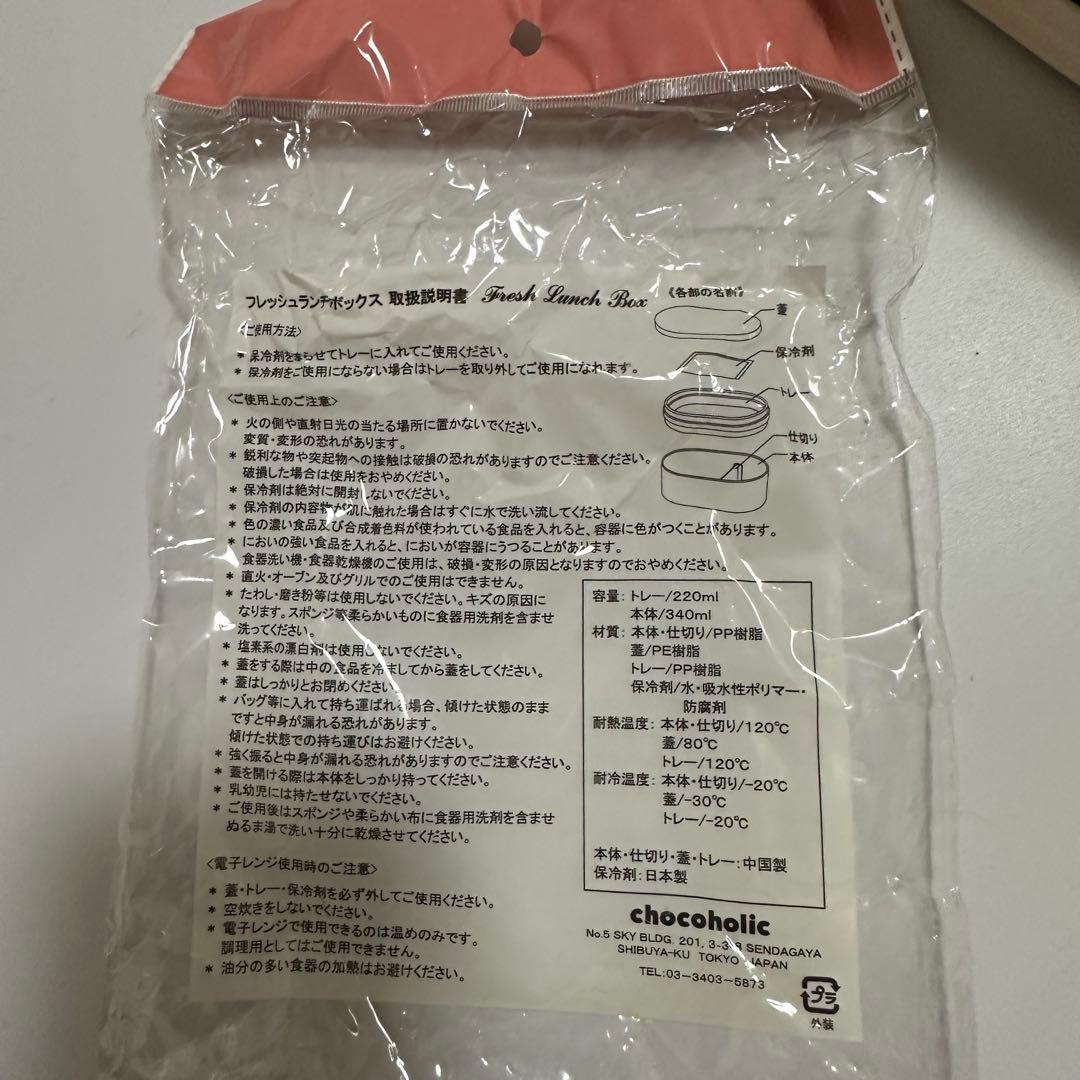 フレッシュランチボックス 取扱説明書 Fresh Lunch Box
《各部の名称》
蓋
保冷剤
トレー
仕切り
本体
<ご使用方法>
* 保冷剤を凍らせてトレーに入れてご使用ください。
* 保冷剤をご使用にならない場合はトレーを取り外してご使用になれます。
<ご使用上のご注意>
* 火の側や直射日光の当たる場所に置かないでください。
変質・変形の恐れがあります。
* 鋭利な物や突起物への接触は破損の恐れがありますのでご注意ください。
破損した場合は使用をおやめください。
* 保冷剤は絶対に開封しないでください。
* 保冷剤の内容物が肌に触れた場合はすぐに水で洗い流してください。
* 色の濃い食品及び合成着色料が使われている食品を入れると、容器に色がつくことがあります。
* においの強い食品を入れると、においが容器にうつることがあります。
食器洗い機・食器乾燥機のご使用は、破損・変形の原因となりますのでおやめください。
* 直火・オーブン及びグリルでのご使用はできません。
* たわし・磨き粉等は使用しないでください。キズの原因に
なります。スポンジ等柔らかいものに食器用洗剤を含ませ
洗ってください。
* 塩素系の漂白剤は使用しないでください。
* 蓋をする際は中の食品を冷ましてから蓋をしてください。
* 蓋はしっかりとお閉めください。
* バッグ等に入れて持ち運ばれる場合、傾けた状態のまま
ですと中身が漏れる恐れがあります。
傾けた状態での持ち運びはお避けください。
* 強く振ると中身が漏れる恐れがありますのでご注意ください。
* 蓋を開ける際は本体をしっかり持ってください。
* 乳幼児には持たせないでください。
* ご使用後はスポンジや柔らかい布に食器用洗剤を含ませ
ぬるま湯で洗い十分に乾燥させてください。
<電子レンジ使用時のご注意>
* 蓋・トレー・保冷剤を必ず外してご使用ください。
* 空炊きをしないでください。
* 電子レンジで使用できるのは温めのみです。
調理用としてはご使用できません。
* 油分の多い食器の加熱はお避けください。
容量: トレー/220ml
本体/340ml
材質: 本体・仕切り/PP樹脂
蓋/PE樹脂
トレー/PP樹脂
保冷剤/水・吸水性ポリマー・
防腐剤
耐熱温度: 本体・仕切り/120℃
蓋/80℃
トレー/120℃
耐冷温度: 本体・仕切り/-20℃
蓋/-30℃
トレー/-20℃
本体・仕切り・蓋・トレー:中国製
保冷剤:日本製
chocoholic
No.5 SKY BLDG. 201, SENDAGAYA
SHIBUYA-KU TOKYO JAPAN
TEL:03-3403-5873
プラ
外装